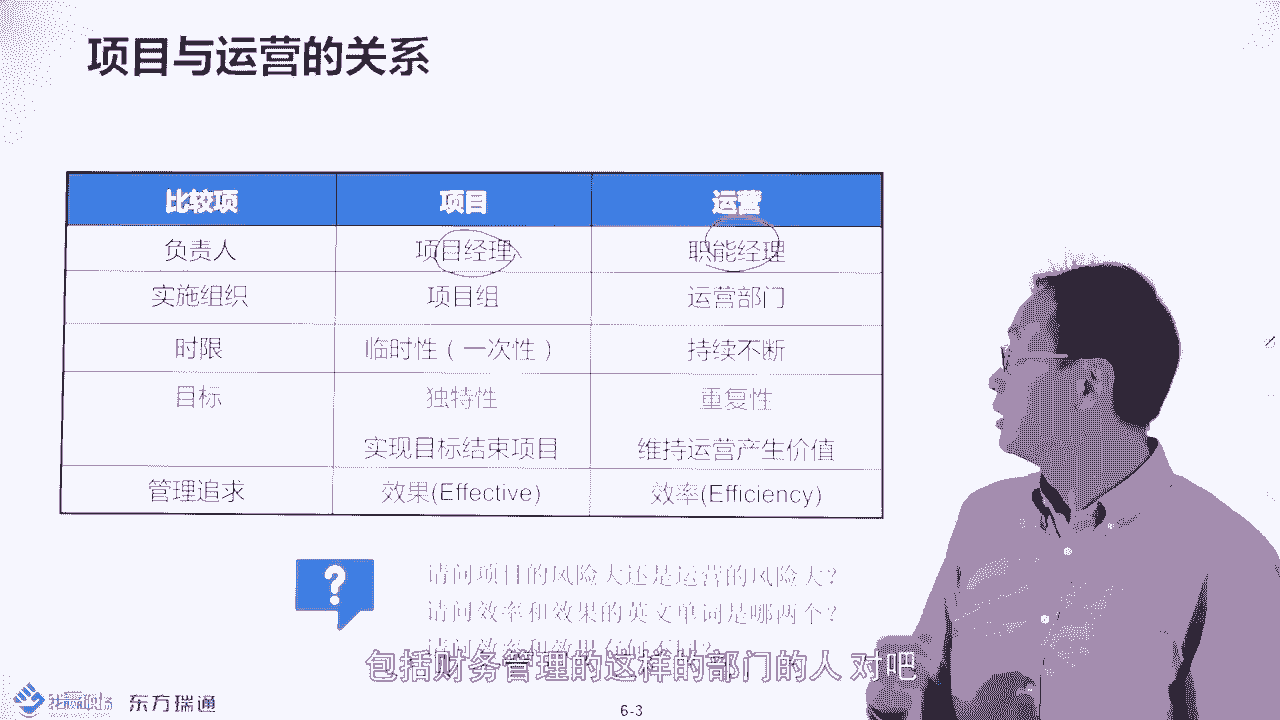 项目与运营的关系
比较项 项目 运营
负责人 项目经理 职能经理
实施组织 项目组 运营部门
时限 临时性（一次性） 持续不断
目标 独特性 重复性
实现目标结束项目 维持运营产生价值
管理追求 效果(Effective) 效率(Efficiency)
?
请问项目的风险大还是运营的风险大?
请问效率和效果的英文单词是哪两个?
请问效率和效果
包括财务管理的这样的部门的人 对吧
东方瑞通
6-3